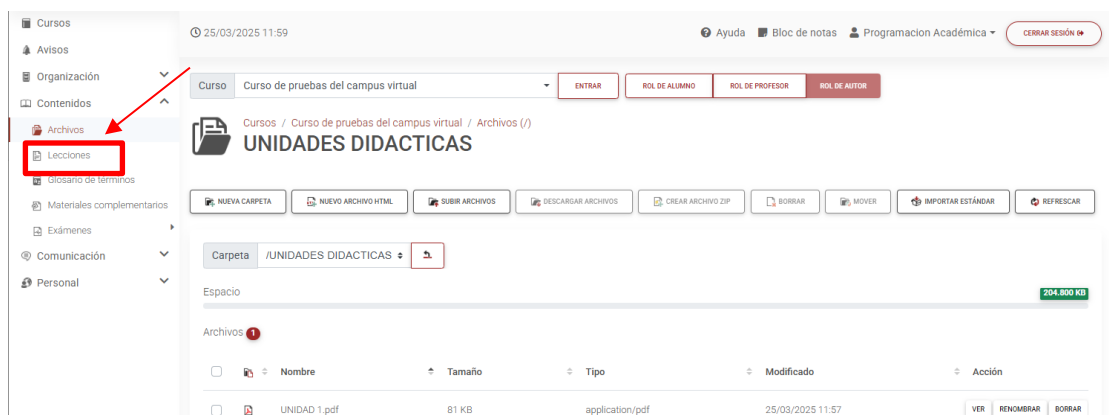 Cursos
Avisos
Organización
Contenidos
Archivos
Lecciones
Glosario de términos
Materiales complementarios
Exámenes
Comunicación
Personal
25/03/2025 11:59
Ayuda Bloc de notas Programacion Académica CERRAR SESIÓN
Curso Curso de pruebas del campus virtual ENTRAR ROL DE ALUMNO ROL DE PROFESOR ROL DE AUTOR
Cursos / Curso de pruebas del campus virtual / Archivos (/)
UNIDADES DIDACTICAS
NUEVA CARPETA NUEVO ARCHIVO HTML SUBIR ARCHIVOS DESCARGAR ARCHIVOS CREAR ARCHIVO ZIP BORRAR MOVER IMPORTAR ESTÁNDAR REFRESCAR
Carpeta /UNIDADES DIDACTICAS
Espacio
204.800 KB
Archivos 1
Nombre Tamaño Tipo Modificado Acción
UNIDAD 1.pdf 81 KB application/pdf 25/03/2025 11:57 VER RENOMBRAR BORRAR